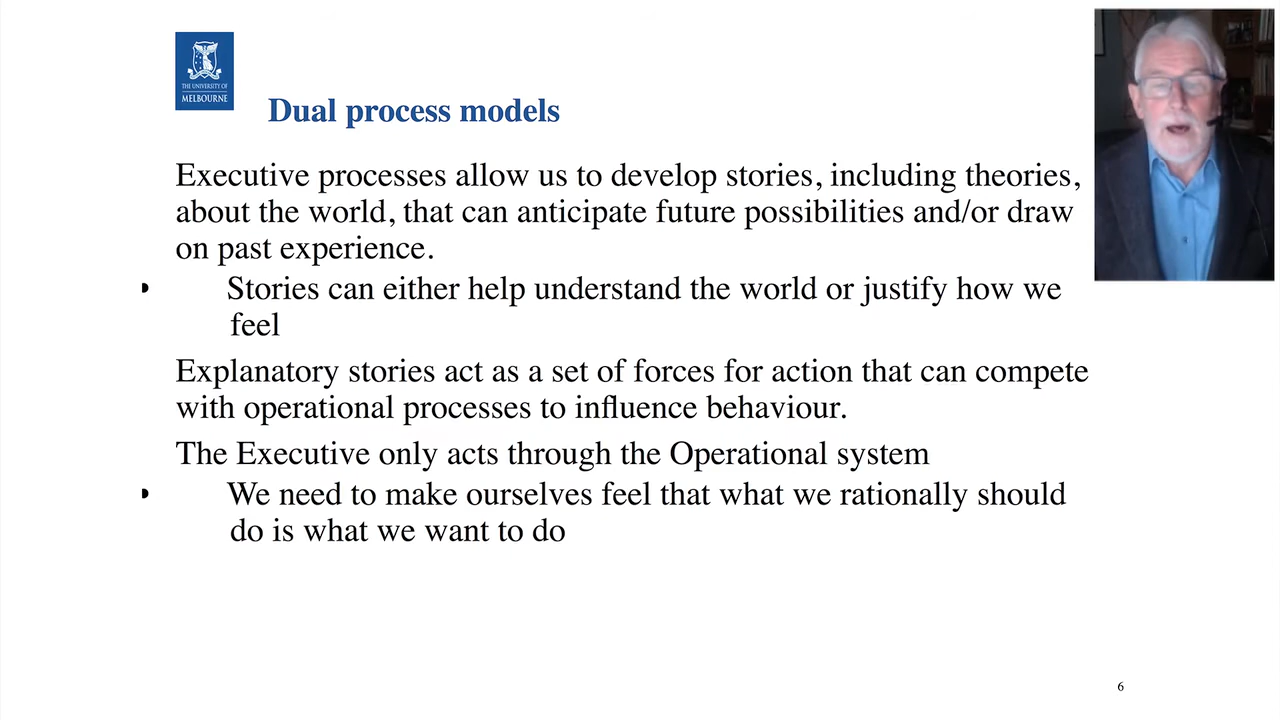 THE UNIVERSITY OF
MELBOURNE
Dual process models
Executive processes allow us to develop stories, including theories,
about the world, that can anticipate future possibilities and/or draw
on past experience.
Stories can either help understand the world or justify how we
feel
Explanatory stories act as a set of forces for action that can compete
with operational processes to influence behaviour.
The Executive only acts through the Operational system
We need to make ourselves feel that what we rationally should
do is what we want to do
6